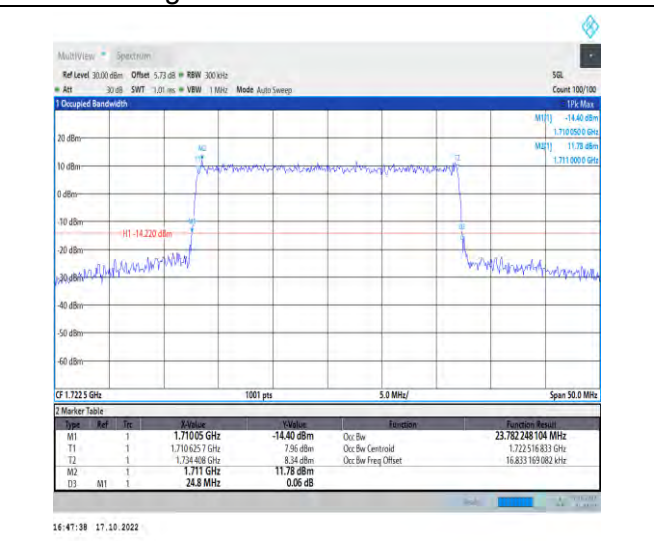 MultiView Spectrum
Ref Level 30.00 dBm Offset 5.73 dB RBW 300 kHz SGL
Att 30 dB SWT 1.01 ms VBW 1 MHz Mode Auto Sweep Count 100/100
1 Occupied Bandwidth 1Pk Max
M1[1] -14.40 dBm
1.710 050 0 GHz
M2[1] 11.78 dBm
1.711 000 0 GHz
20 dBm
M2
T1
T2
10 dBm
0 dBm
-10 dBm
H1 -14.220 dBm
-20 dBm
-30 dBm
-40 dBm
-50 dBm
-60 dBm
CF 1.722 5 GHz 1001 pts 5.0 MHz/ Span 50.0 MHz
2 Marker Table
Type Ref Trc X-Value Y-Value Function Function Result
M1 1 1.71005 GHz -14.40 dBm Occ Bw 23.782 248 104 MHz
T1 1 1.710 625 7 GHz 7.96 dBm Occ Bw Centroid 1.722 516 833 GHz
T2 1 1.734 408 GHz 8.34 dBm Occ Bw Freq Offset 16.833 169 082 kHz
M2 1 1.711 GHz 11.78 dBm
D3 M1 1 24.8 MHz 0.06 dB
16:47:38 17.10.2022